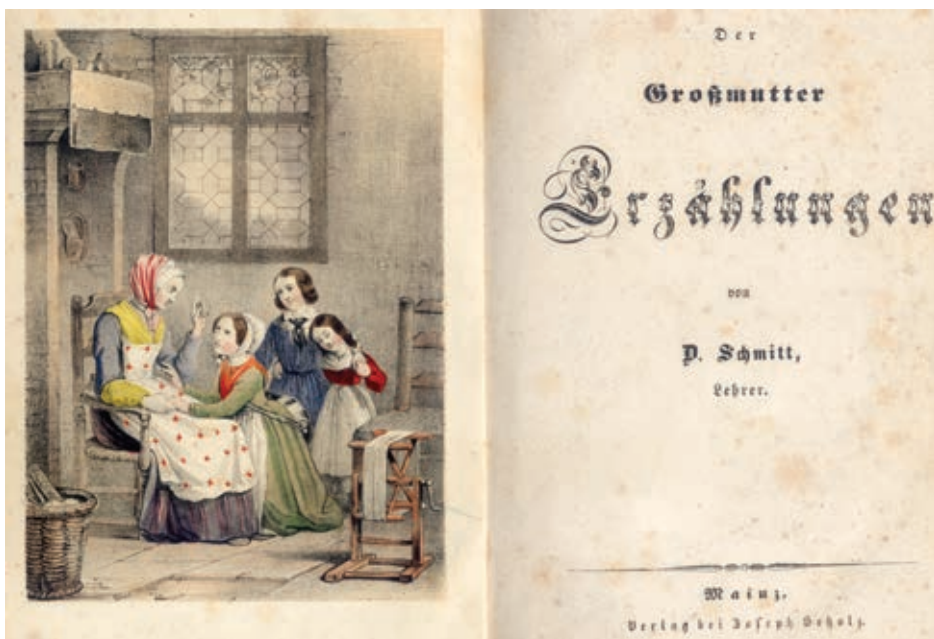 Der
Großmutter
Erzählungen
von
D. Schmitt,
Lehrer.
Mainz.
Verlag bei Joseph Scholz.